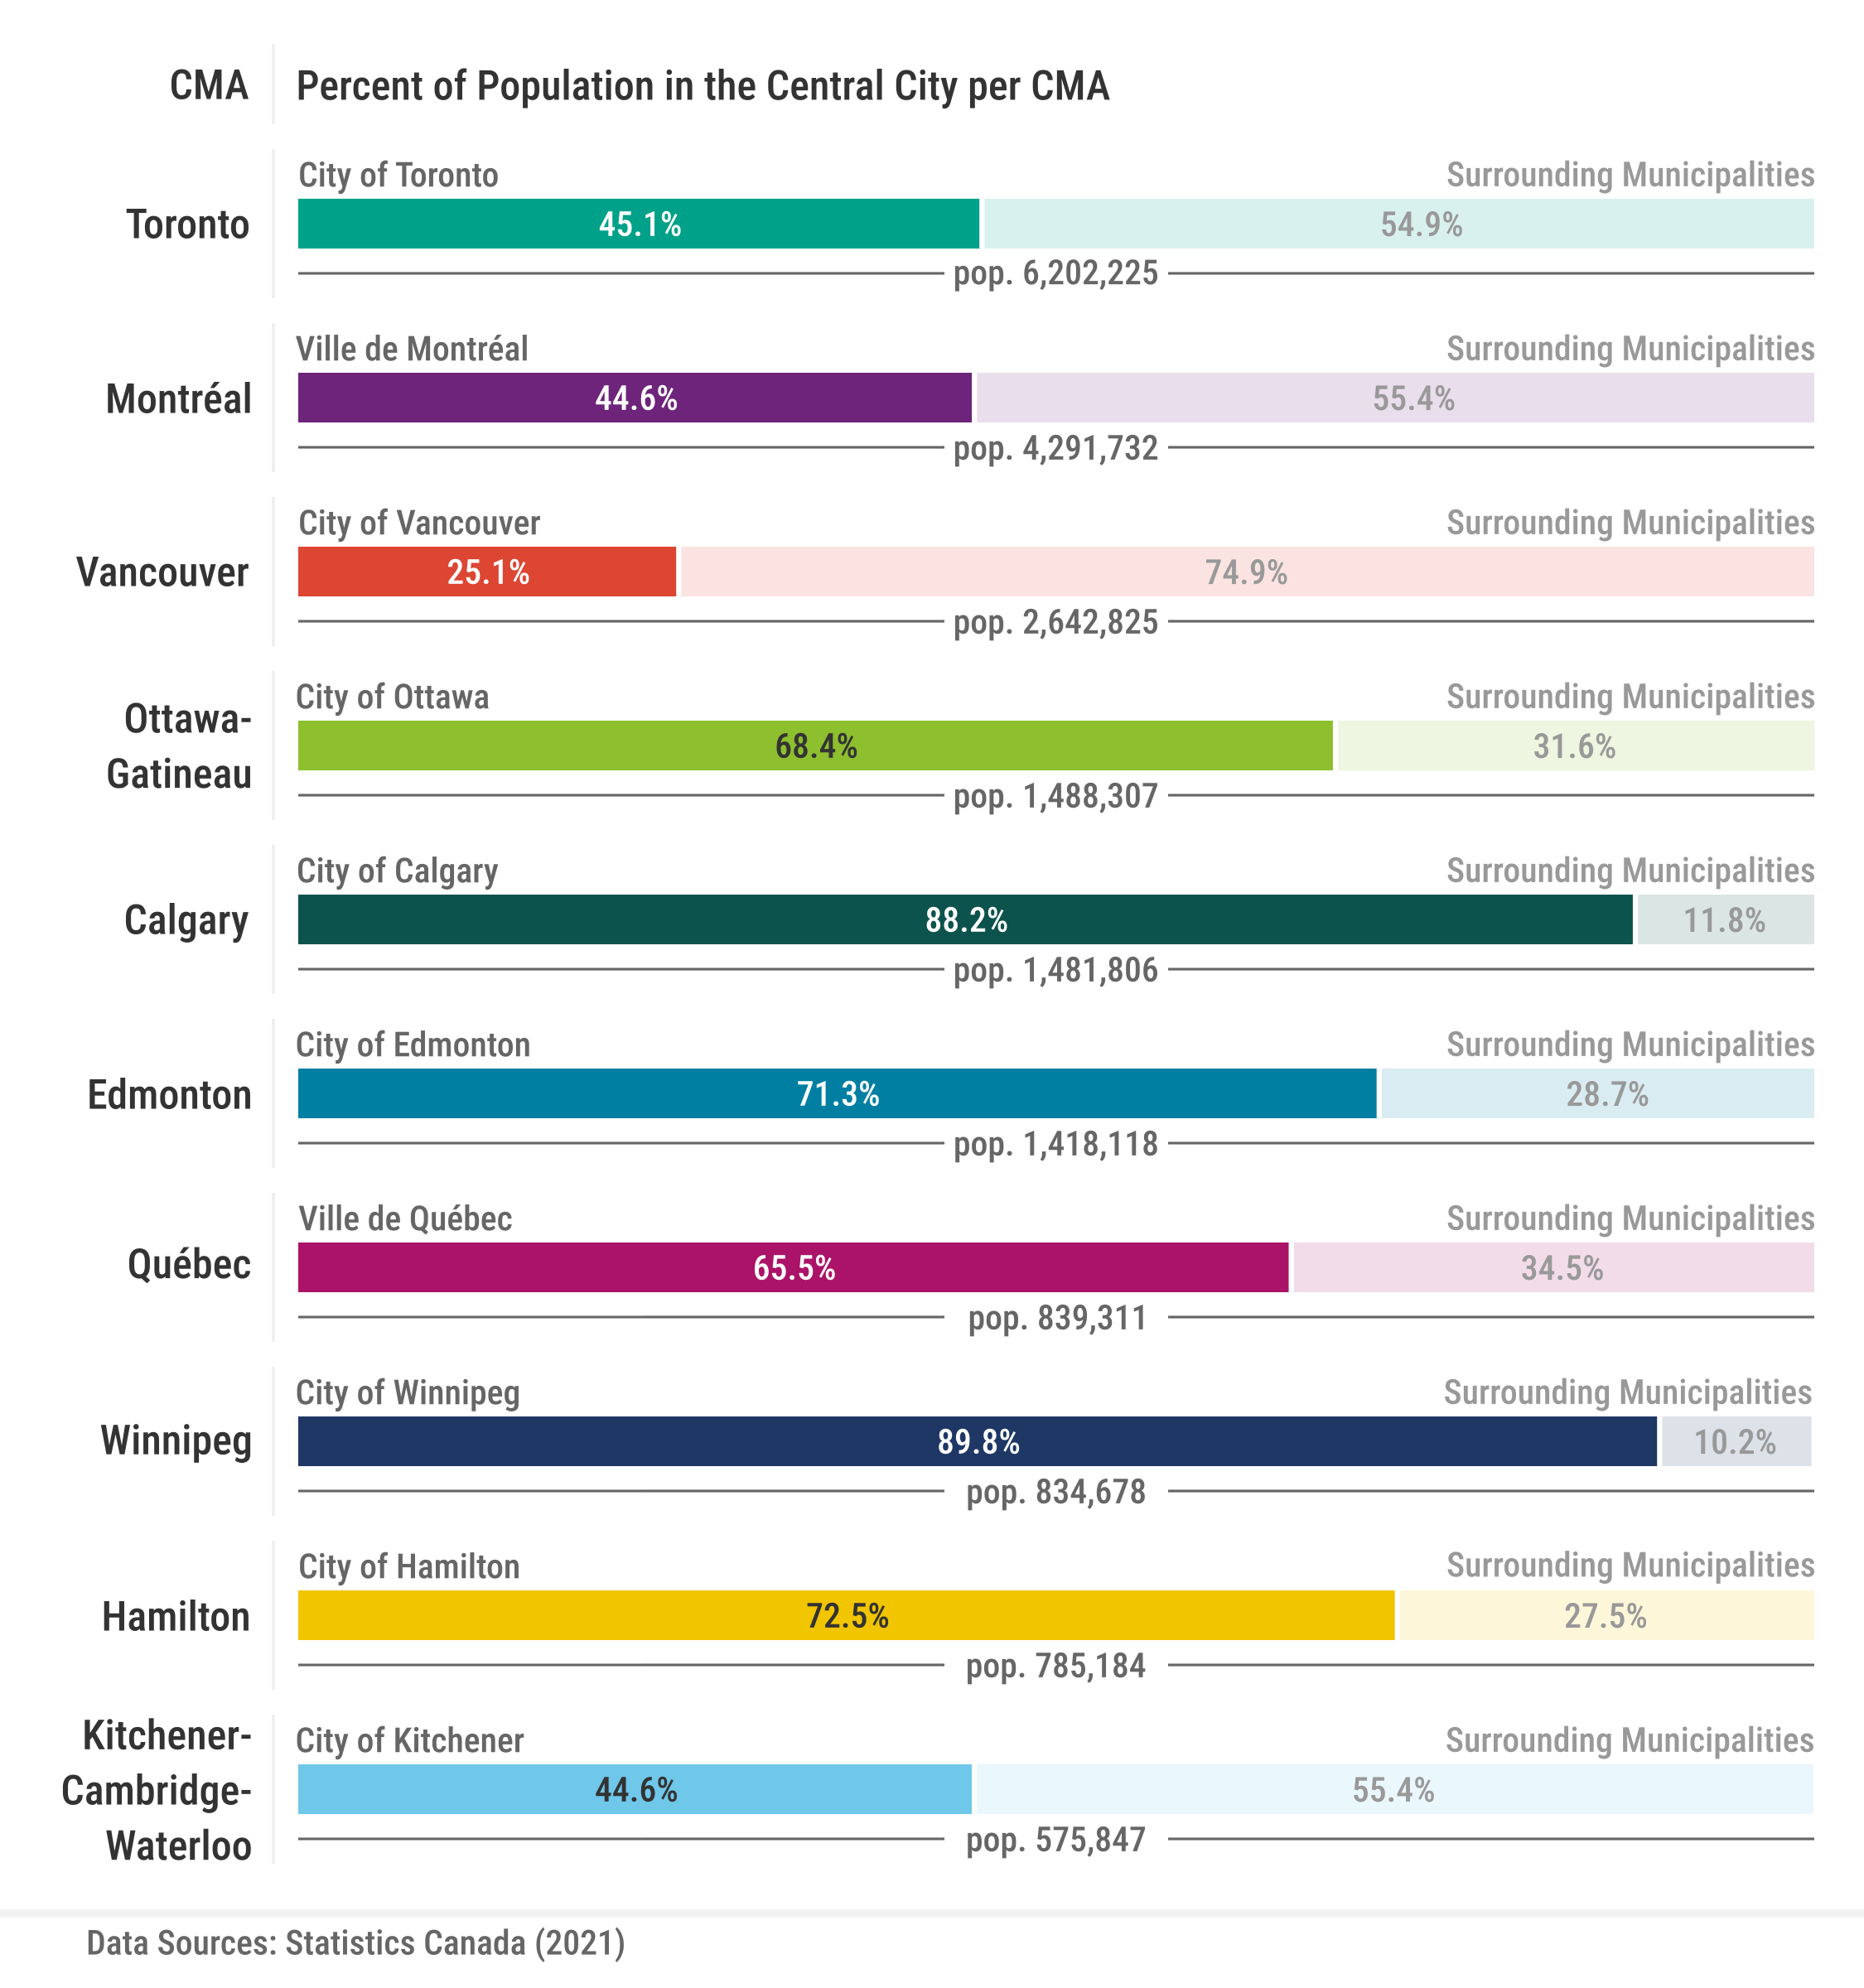 CMA
Percent of Population in the Central City per CMA
City of Toronto
Surrounding Municipalities
Toronto
45.1%
54.9%
pop. 6,202,225
Ville de Montréal
Surrounding Municipalities
Montréal
44.6%
55.4%
pop. 4,291,732
City of Vancouver
Surrounding Municipalities
Vancouver
25.1%
74.9%
pop. 2,642,825
City of Ottawa
Surrounding Municipalities
Ottawa-
Gatineau
68.4%
31.6%
pop. 1,488,307
City of Calgary
Surrounding Municipalities
Calgary
88.2%
11.8%
pop. 1,481,806
City of Edmonton
Surrounding Municipalities
Edmonton
71.3%
28.7%
pop. 1,418,118
Ville de Québec
Surrounding Municipalities
Québec
65.5%
34.5%
pop. 839,311
City of Winnipeg
Surrounding Municipalities
Winnipeg
89.8%
10.2%
pop. 834,678
City of Hamilton
Surrounding Municipalities
Hamilton
72.5%
27.5%
pop. 785,184
City of Kitchener
Surrounding Municipalities
Kitchener-
Cambridge-
Waterloo
44.6%
55.4%
pop. 575,847
Data Sources: Statistics Canada (2021)